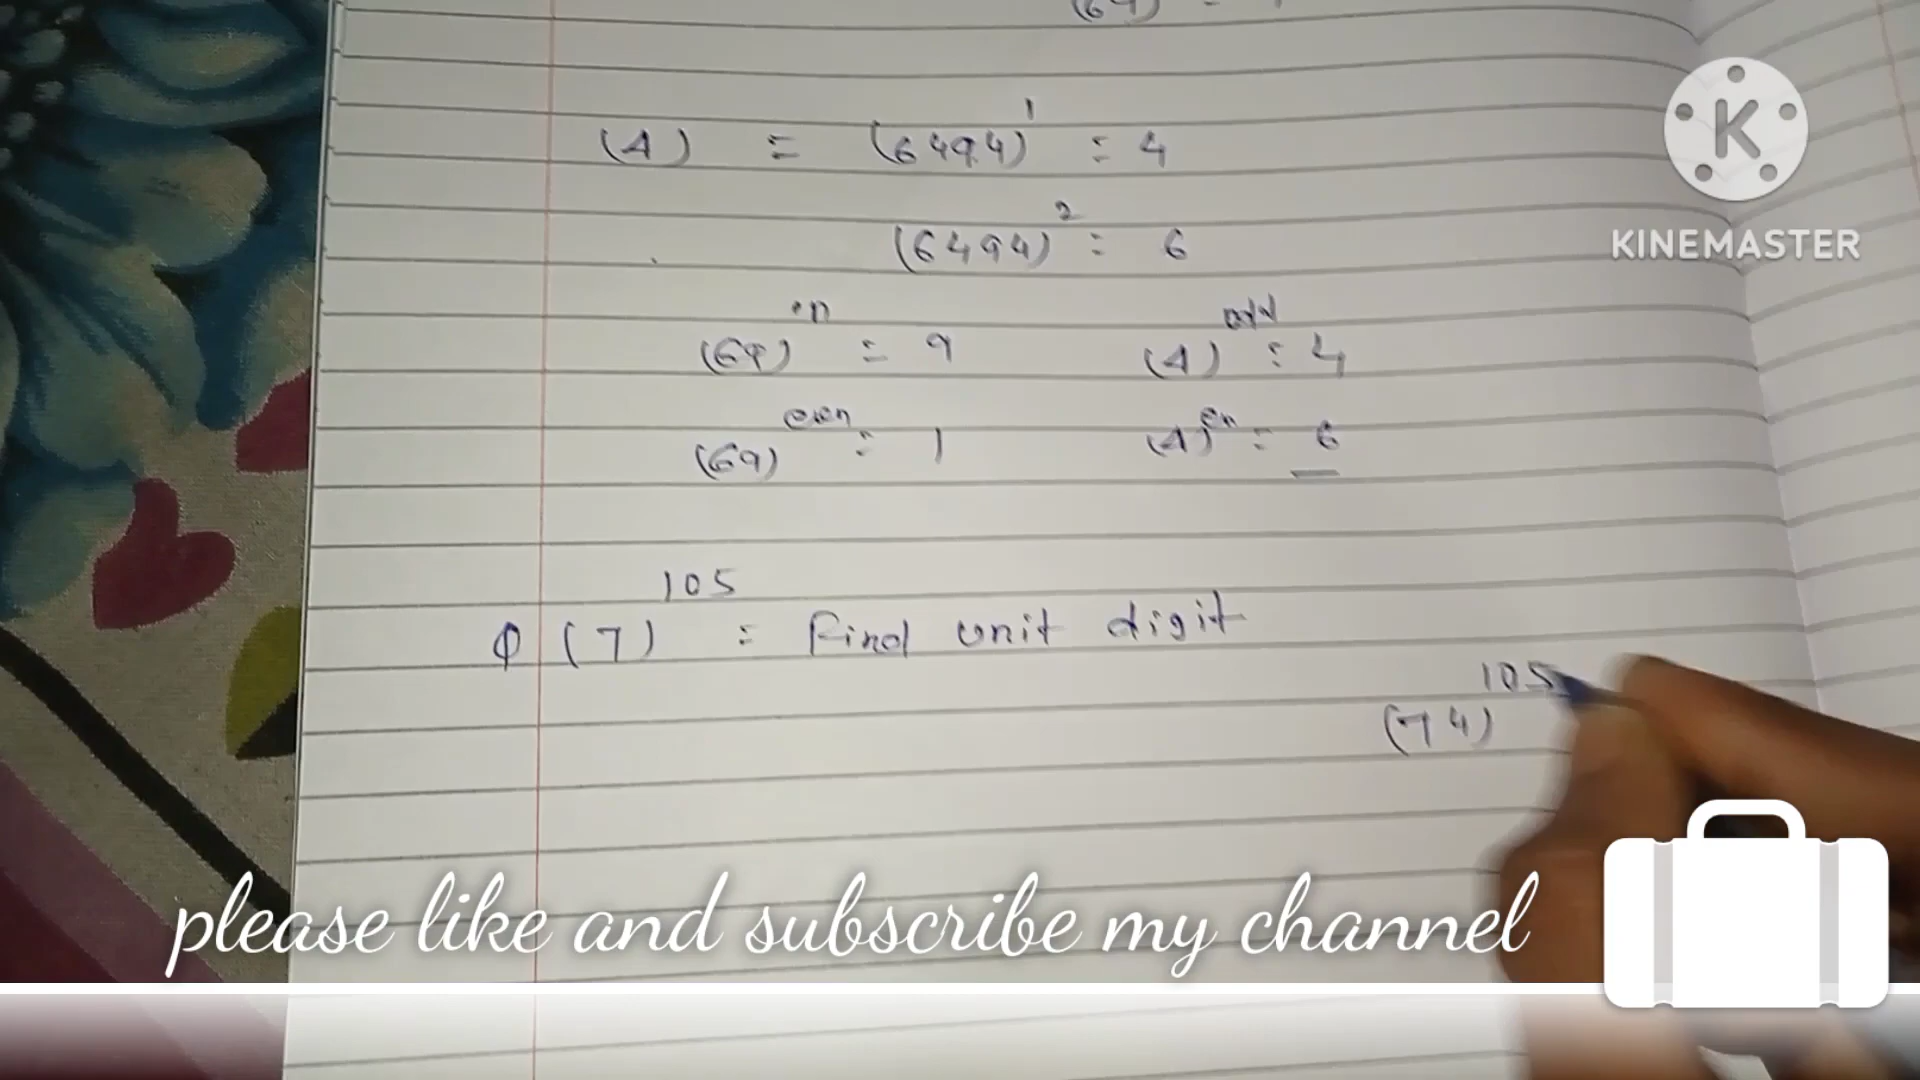 (4) = (6494)¹ = 4
(6494)² = 6
KINEMASTER
(69) = 9 (4)ᵒᵈᵈ = 4
(69) = 1 (4)ᵉⁿ = 6
Q (7)¹⁰⁵ = Find unit digit
(74)¹⁰⁵
please like and subscribe my channel